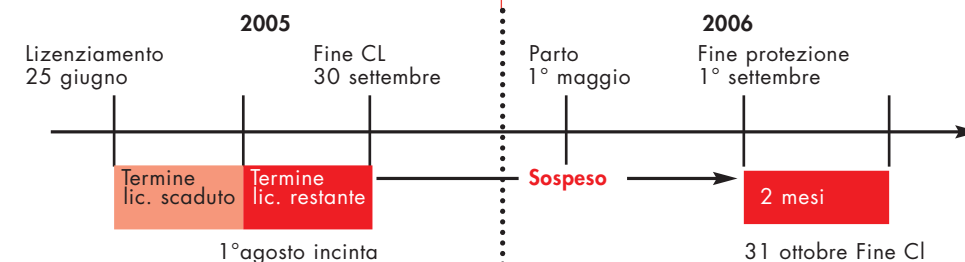 2005
2006
Lizenziamento
25 giugno
Fine CL
30 settembre
Parto
1° maggio
Fine protezione
1° settembre
Termine
lic. scaduto
Termine
lic. restante
Sospeso
2 mesi
1°agosto incinta
31 ottobre Fine Cl